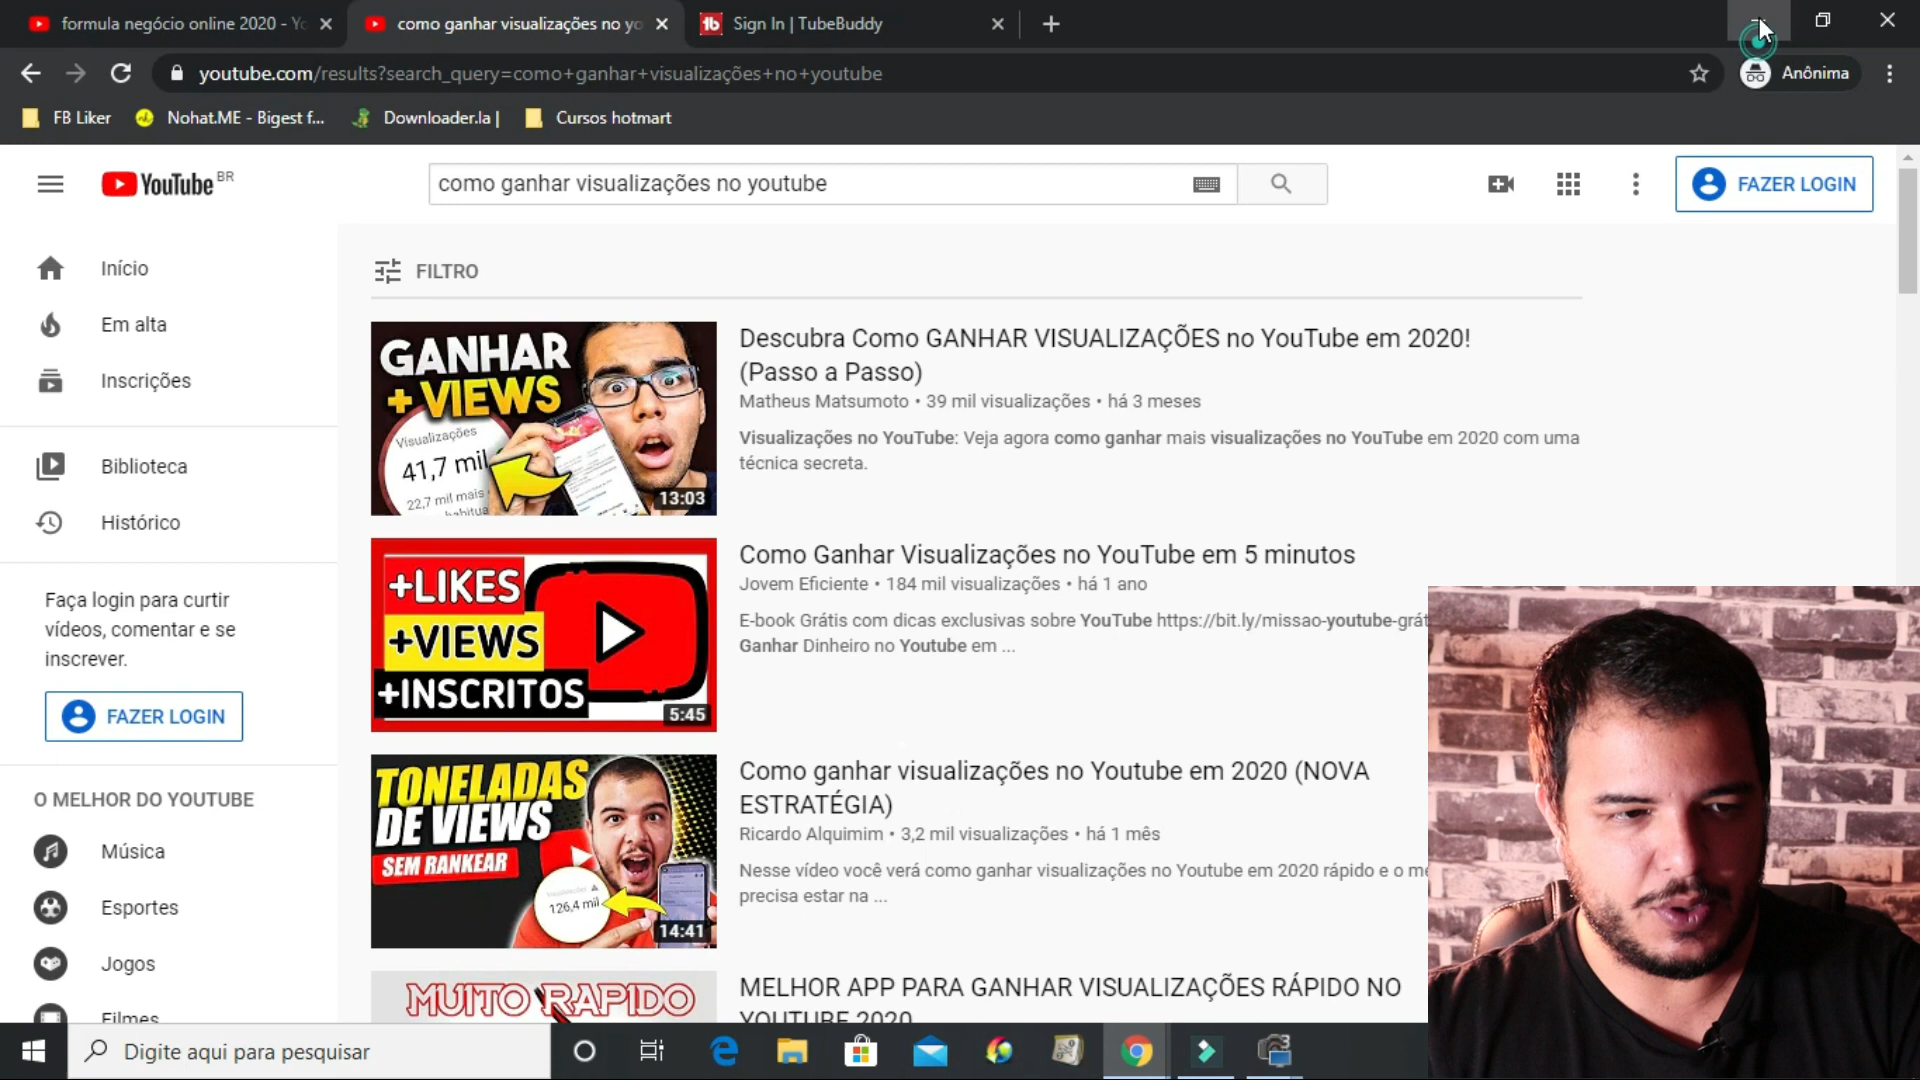 formula negócio online 2020 - Yo
como ganhar visualizações no yo
Sign In | TubeBuddy
youtube.com/results?search_query=como+ganhar+visualizações+no+youtube
Anônima
FB Liker
Nohat.ME - Bigest f...
Downloader.la |
Cursos hotmart
YouTube BR
como ganhar visualizações no youtube
FAZER LOGIN
Início
Em alta
Inscrições
Biblioteca
Histórico
Faça login para curtir
vídeos, comentar e se
inscrever.
FAZER LOGIN
O MELHOR DO YOUTUBE
Música
Esportes
Jogos
Filmes
FILTRO
GANHAR
+ VIEWS
Visualizações
41,7 mil
22,7 mil mais
habitua
13:03
Descubra Como GANHAR VISUALIZAÇÕES no YouTube em 2020!
(Passo a Passo)
Matheus Matsumoto • 39 mil visualizações • há 3 meses
Visualizações no YouTube: Veja agora como ganhar mais visualizações no YouTube em 2020 com uma
técnica secreta.
+LIKES
+VIEWS
+INSCRITOS
5:45
Como Ganhar Visualizações no YouTube em 5 minutos
Jovem Eficiente • 184 mil visualizações • há 1 ano
E-book Grátis com dicas exclusivas sobre YouTube https://bit.ly/missao-youtube-grát
Ganhar Dinheiro no Youtube em ...
TONELADAS
DE VIEWS
SEM RANKEAR
126,4 mil
14:41
Como ganhar visualizações no Youtube em 2020 (NOVA
ESTRATÉGIA)
Ricardo Alquimim • 3,2 mil visualizações • há 1 mês
Nesse vídeo você verá como ganhar visualizações no Youtube em 2020 rápido e o me
precisa estar na ...
MUITO RAPIDO
MELHOR APP PARA GANHAR VISUALIZAÇÕES RÁPIDO NO
YOUTUBE 2020
Digite aqui para pesquisar